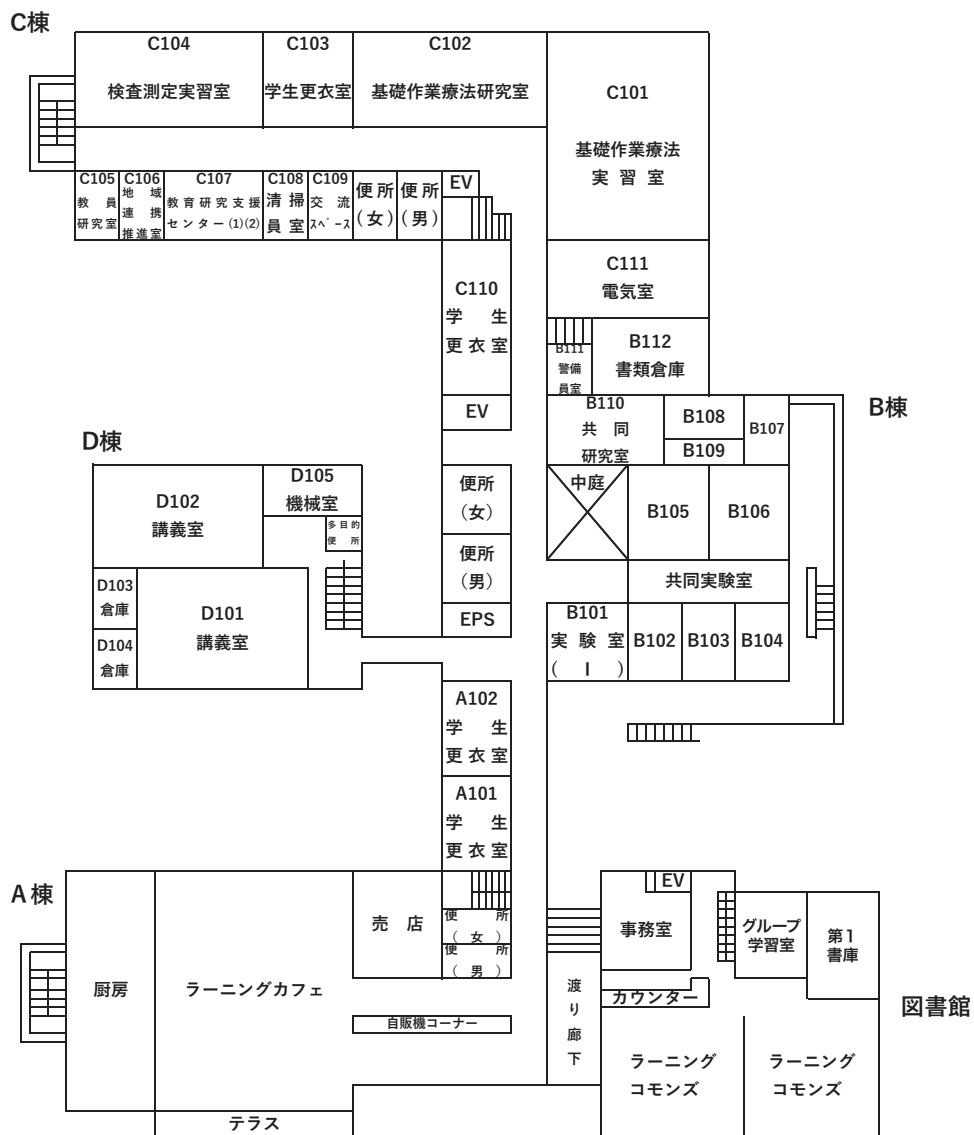 C棟
C104
検査測定実習室
C103
学生更衣室
C102
基礎作業療法研究室
C101
基礎作業療法
実習室
C105
教員
研究室
C106
地域
連携
推進室
C107
教育研究支援
センター(1)(2)
C108
清掃
員室
C109
交流
スペース
便所
(女)
便所
(男)
EV
C110
学生
更衣室
EV
C111
電気室
B112
書類倉庫
B111
警備
員室
B棟
B110
共同
研究室
B108
B109
B107
中庭
B105
B106
共同実験室
B101
実験室
(Ⅰ)
B102
B103
B104
便所
(女)
便所
(男)
EPS
D棟
D102
講義室
D105
機械室
多目的
便所
D103
倉庫
D104
倉庫
D101
講義室
A102
学生
更衣室
A101
学生
更衣室
A棟
厨房
ラーニングカフェ
売店
便所
(女)
便所
(男)
自販機コーナー
テラス
渡り廊下
EV
事務室
カウンター
グループ
学習室
第1
書庫
図書館
ラーニング
コモンズ
ラーニング
コモンズ